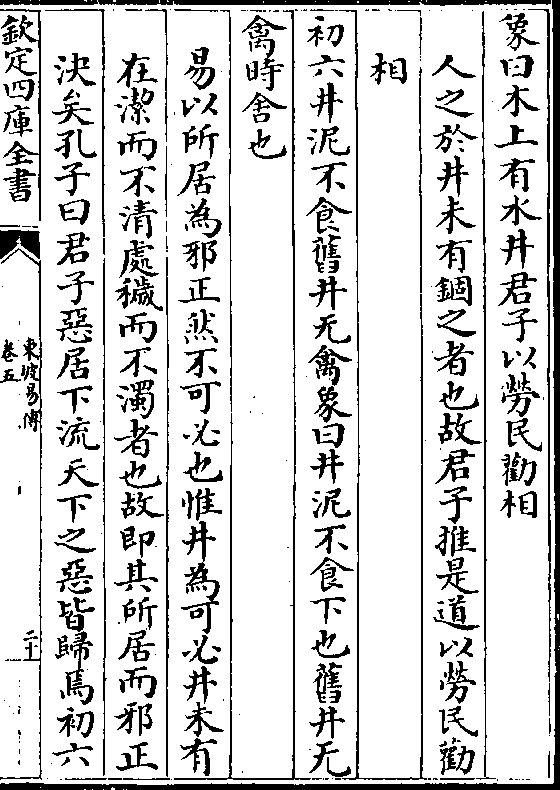 象曰木上有水井君子以勞民勸相
人之於井未有錮之者也故君子推是道以勞民勸
相
初六井泥不食舊井无禽象曰井泥不食下也舊井无
禽時舍也
易以所居為邪正然不可必也惟井為可必井未有
在潔而不清處穢而不濁者也故即其所居而邪正
決矣孔子曰君子惡居下流天下之惡皆歸焉初六
欽定四庫全書
東坡易傳
卷五
二十